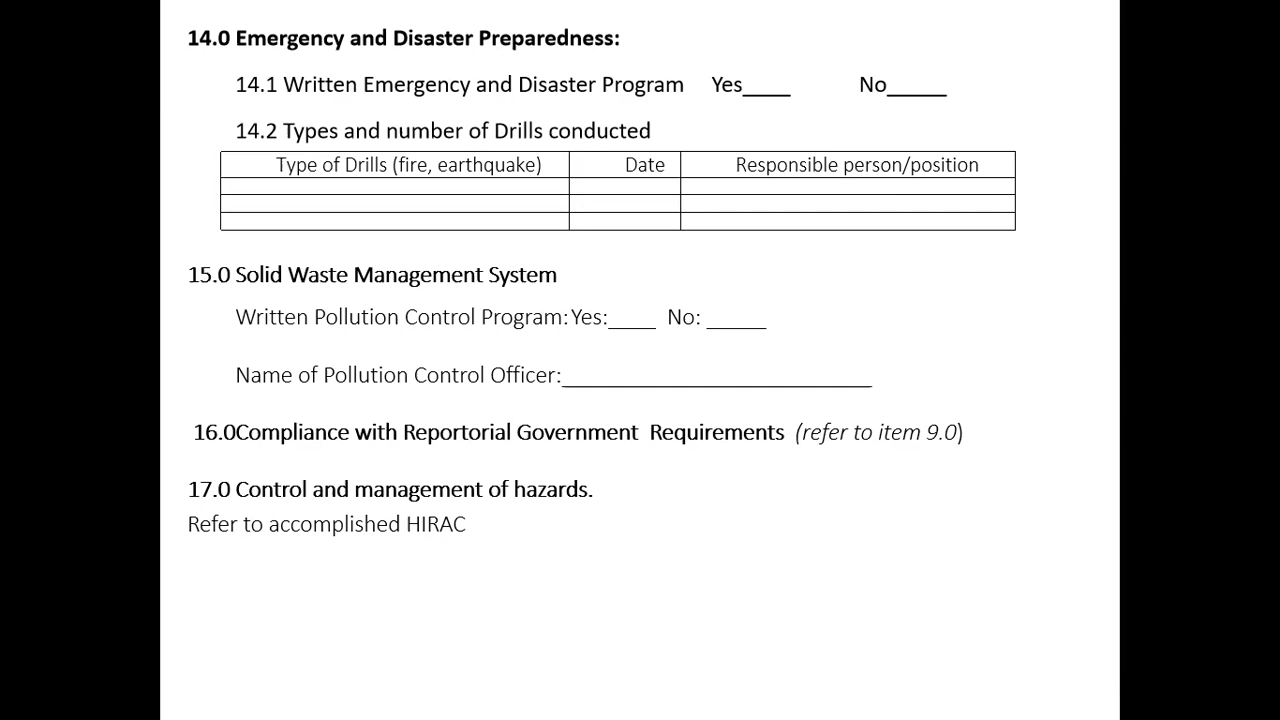 14.0 Emergency and Disaster Preparedness:
14.1 Written Emergency and Disaster Program Yes____ No_____
14.2 Types and number of Drills conducted
Type of Drills (fire, earthquake) Date Responsible person/position
15.0 Solid Waste Management System
Written Pollution Control Program: Yes:____ No: _____
Name of Pollution Control Officer:__________________________
16.0Compliance with Reportorial Government Requirements (refer to item 9.0)
17.0 Control and management of hazards.
Refer to accomplished HIRAC